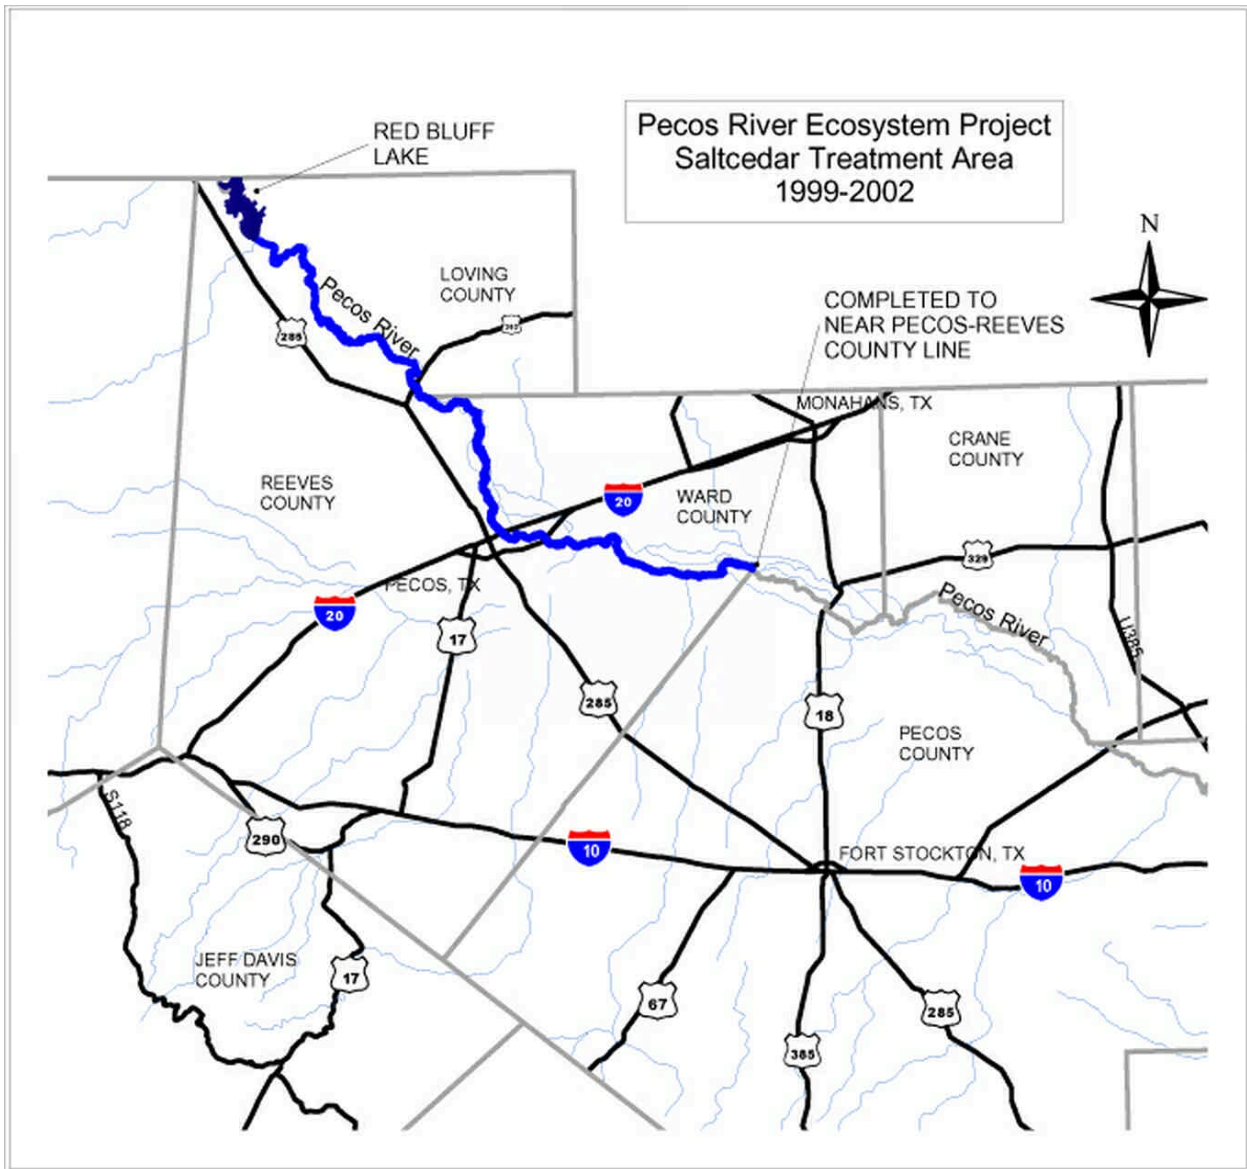 Pecos River Ecosystem Project
Saltcedar Treatment Area
1999-2002
RED BLUFF
LAKE
N
LOVING
COUNTY
Pecos River
COMPLETED TO
NEAR PECOS-REEVES
COUNTY LINE
285
302
MONAHANS, TX
CRANE
COUNTY
REEVES
COUNTY
20
WARD
COUNTY
329
PECOS, TX
20
17
Pecos River
U385
285
18
PECOS
COUNTY
S118
290
10
FORT STOCKTON, TX
10
JEFF DAVIS
COUNTY
17
67
285
385